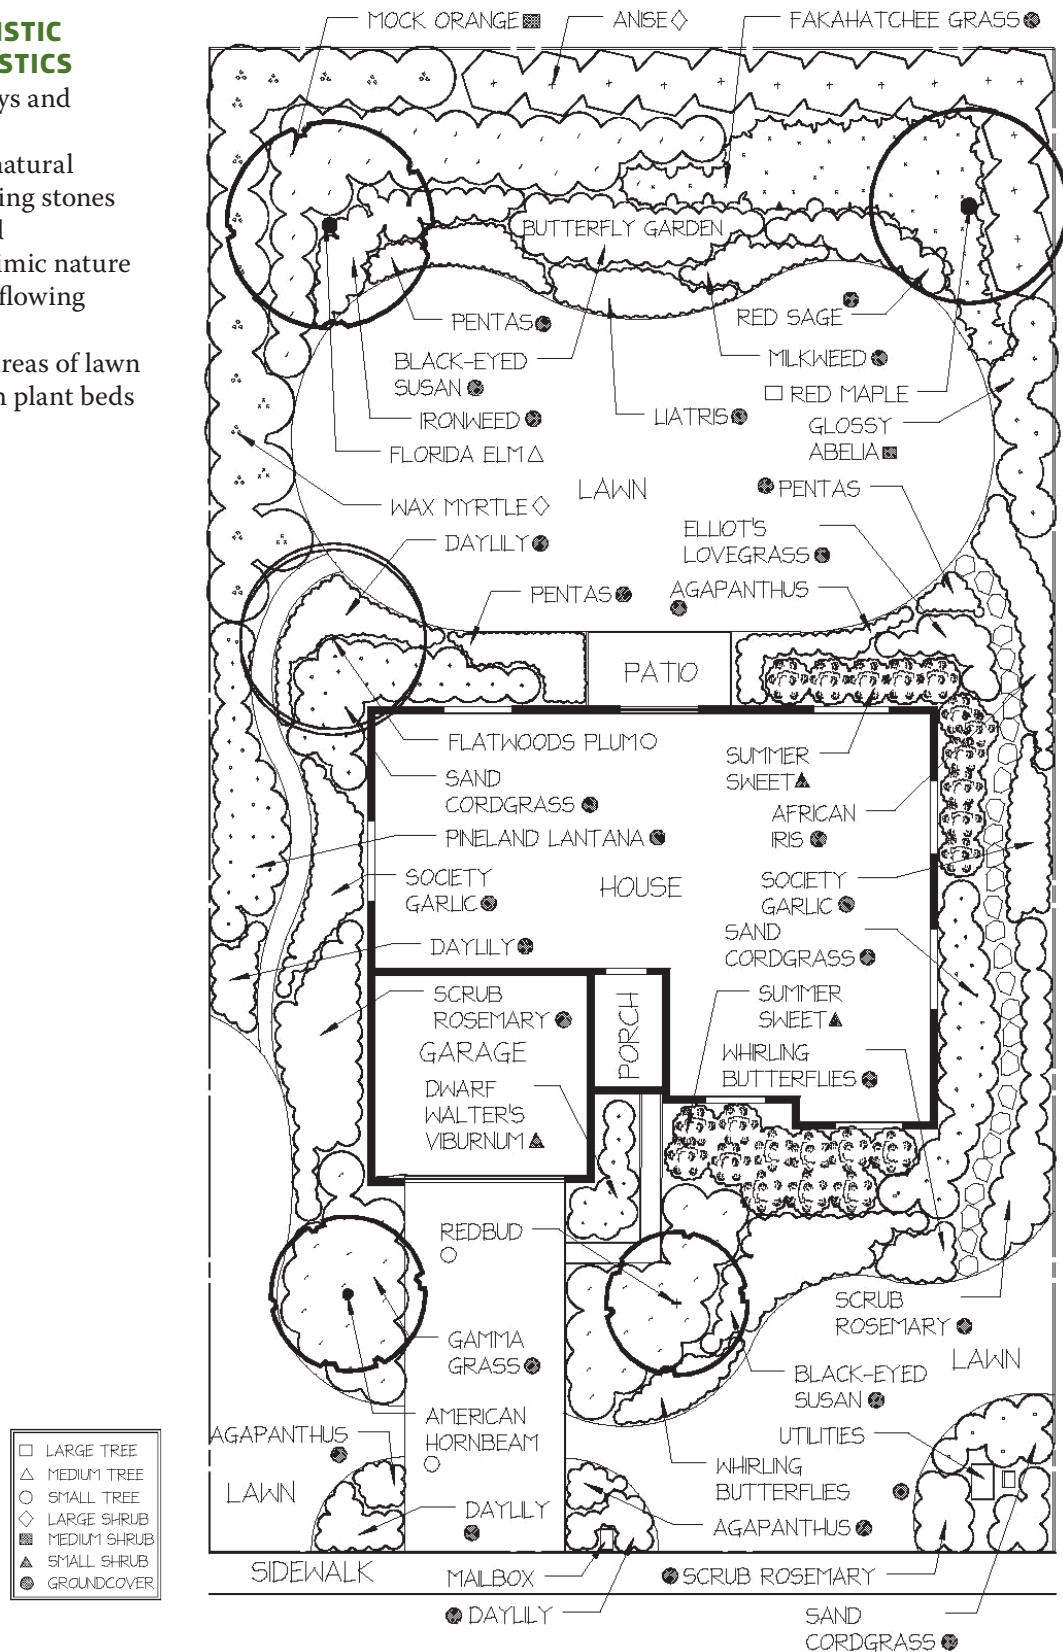 ISTIC
STICS
ys and
natural
ing stones
l
imic nature
flowing
reas of lawn
n plant beds
MOCK ORANGE
ANISE
FAKAHATCHEE GRASS
BUTTERFLY GARDEN
PENTAS
RED SAGE
BLACK-EYED
SUSAN
MILKWEED
RED MAPLE
IRONWEED
LIATRIS
GLOSSY
ABELIA
FLORIDA ELM
LAWN
PENTAS
WAX MYRTLE
DAYLILY
ELLIOT'S
LOVEGRASS
PENTAS
AGAPANTHUS
PATIO
FLATWOODS PLUM
SUMMER
SWEET
SAND
CORDGRASS
AFRICAN
IRIS
PINELAND LANTANA
SOCIETY
GARLIC
HOUSE
SOCIETY
GARLIC
DAYLILY
SAND
CORDGRASS
SCRUB
ROSEMARY
SUMMER
SWEET
GARAGE
PORCH
WHIRLING
BUTTERFLIES
DWARF
WALTER'S
VIBURNUM
REDBUD
SCRUB
ROSEMARY
GAMMA
GRASS
LAWN
BLACK-EYED
SUSAN
AMERICAN
HORNBEAM
AGAPANTHUS
UTILITIES
LAWN
WHIRLING
BUTTERFLIES
DAYLILY
AGAPANTHUS
SIDEWALK
MAILBOX
SCRUB ROSEMARY
DAYLILY
SAND
CORDGRASS
LARGE TREE
MEDIUM TREE
SMALL TREE
LARGE SHRUB
MEDIUM SHRUB
SMALL SHRUB
GROUNDCOVER